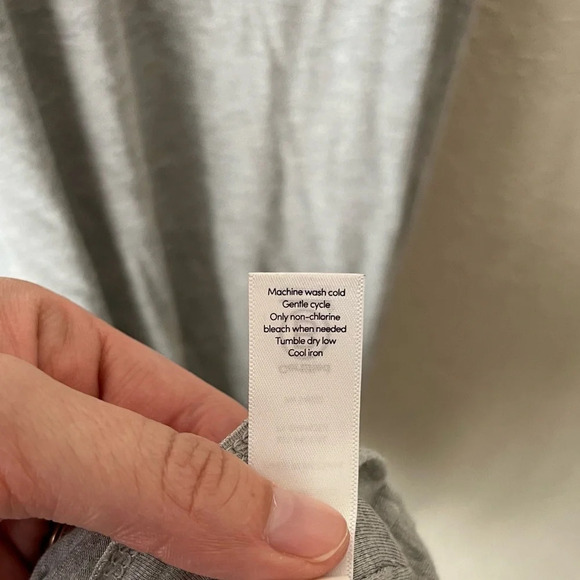 Machine wash cold
Gentle cycle
Only non-chlorine
bleach when needed
Tumble dry low
Cool iron